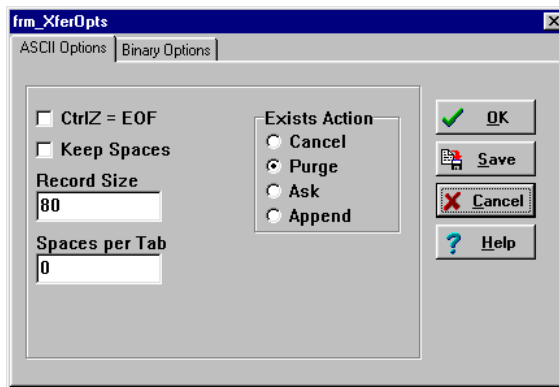 frm_XferOpts
ASCII Options
Binary Options
CtrlZ = EOF
Keep Spaces
Record Size
80
Spaces per Tab
0
Exists Action
Cancel
Purge
Ask
Append
OK
Save
Cancel
Help